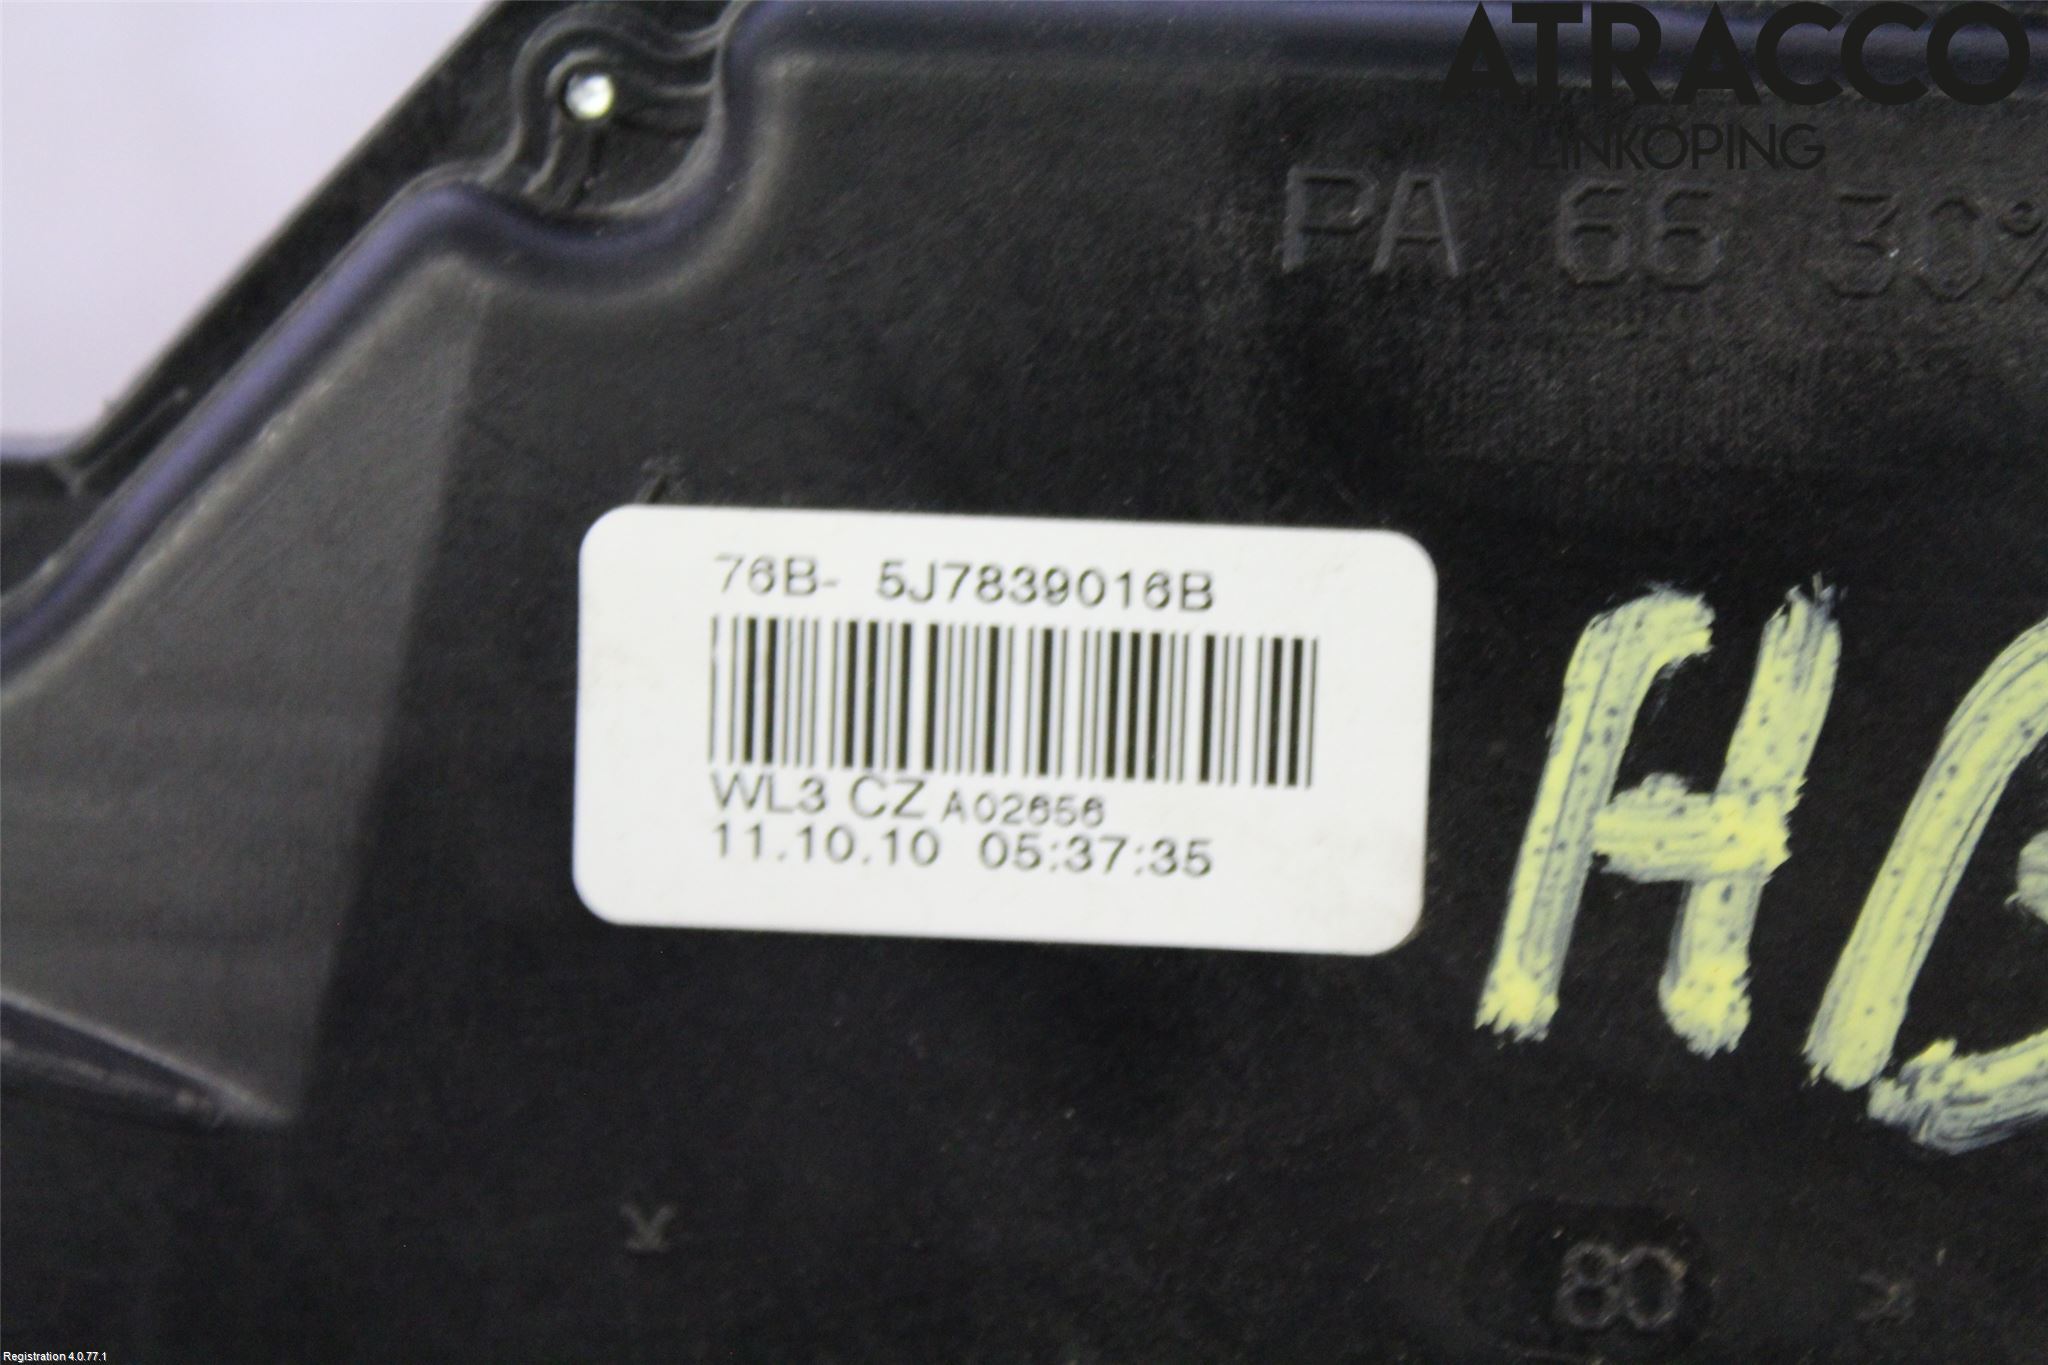 ATRACCO
LINKÖPING
PA 66 30%
76B- 5J7839016B
WL3 CZ A02656
11.10.10 05:37:35
80
Registration 4.0.77.1